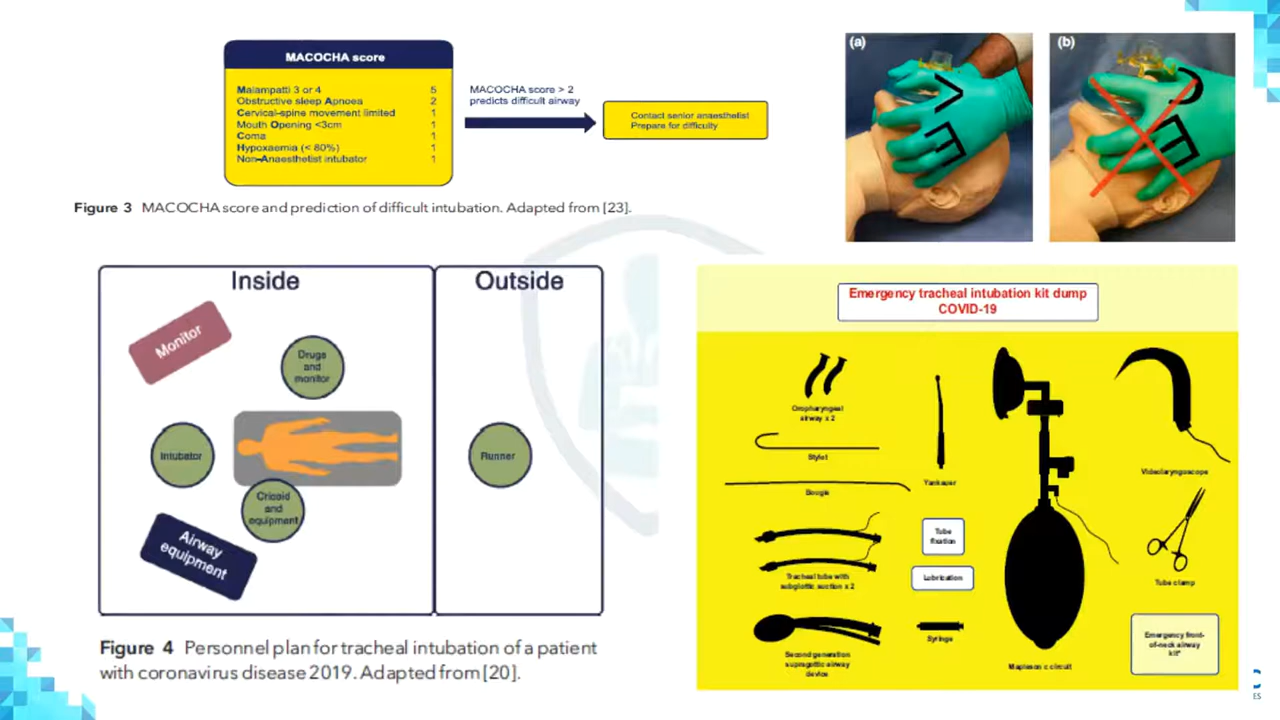 MACOCHA score
Malampatti 3 or 4 5
Obstructive sleep Apnoea 2
Cervical-spine movement limited 1
Mouth Opening <3cm 1
Coma 1
Hypoxaemia (< 80%) 1
Non-Anaesthetist intubator 1
MACOCHA score > 2
predicts difficult airway
Contact senior anaesthetist
Prepare for difficulty
Figure 3 MACOCHA score and prediction of difficult intubation. Adapted from [23].
(a)
(b)
Inside
Outside
Monitor
Drugs
and
monitor
Intubator
Runner
Cricoid
and
equipment
Airway
equipment
Figure 4 Personnel plan for tracheal intubation of a patient
with coronavirus disease 2019. Adapted from [20].
Emergency tracheal intubation kit dump
COVID-19
Oropharyngeal
airway x 2
Stylet
Bougie
Yankauer
Videolaryngoscope
Tube
fixation
Tracheal tube with
subglottic suction x 2
Lubrication
Tube clamp
Syringe
Second generation
supraglottic airway
device
Mapleson c circuit
Emergency front-
of-neck airway
kit*
ES